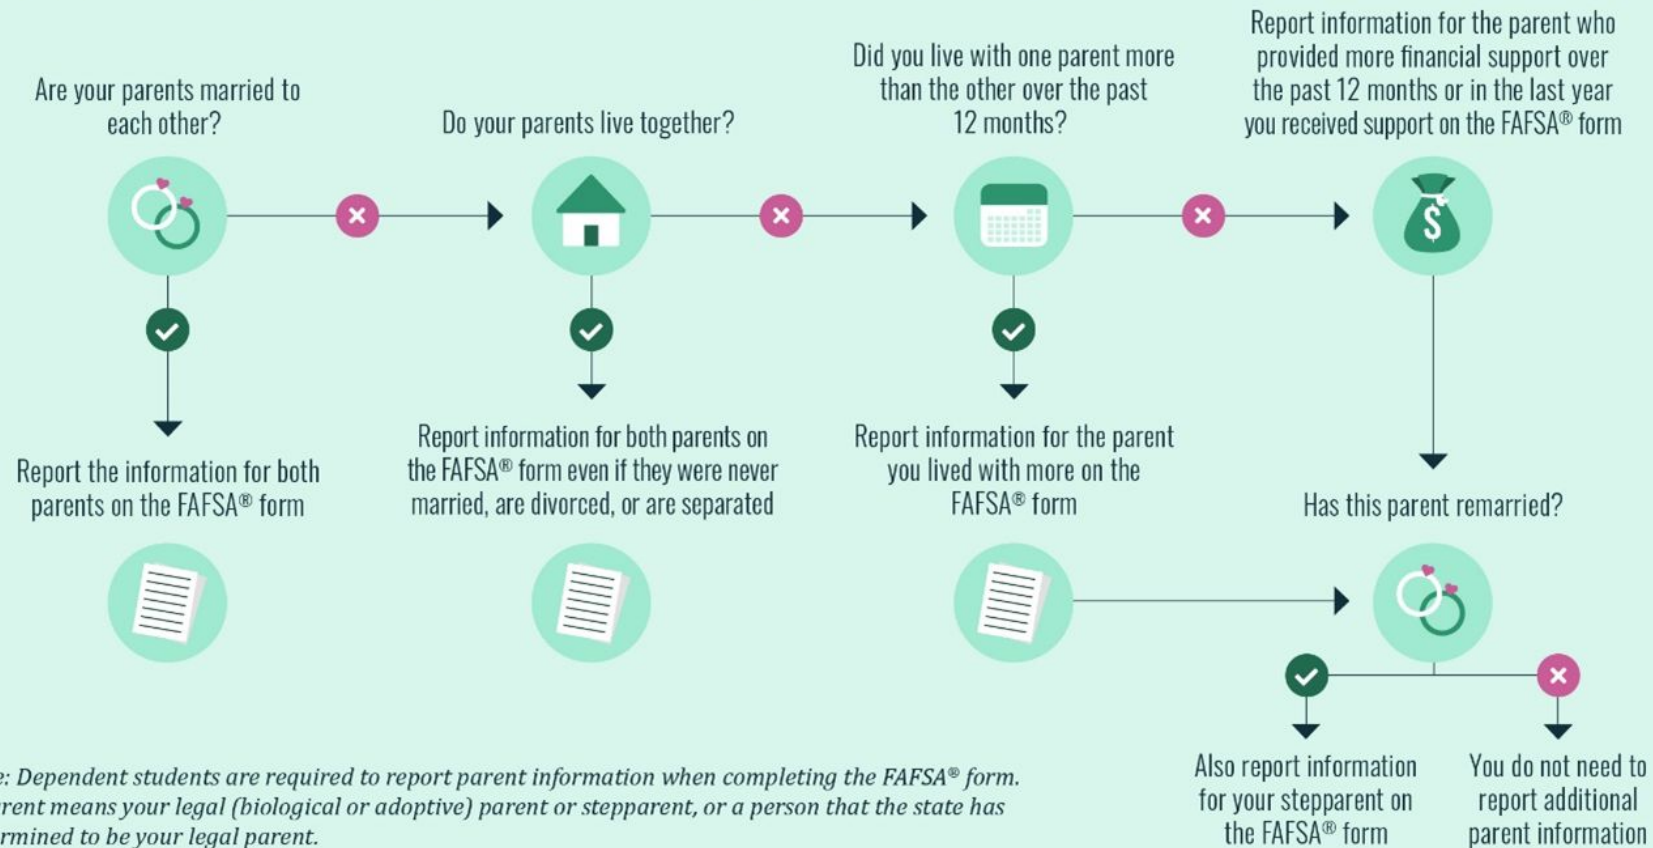 Are your parents married to
each other?
Do your parents live together?
Did you live with one parent more
than the other over the past
12 months?
Report information for the parent who
provided more financial support over
the past 12 months or in the last year
you received support on the FAFSA® form
Report the information for both
parents on the FAFSA® form
Report information for both parents on
the FAFSA® form even if they were never
married, are divorced, or are separated
Report information for the parent
you lived with more on the
FAFSA® form
Has this parent remarried?
Also report information
for your stepparent on
the FAFSA® form
You do not need to
report additional
parent information
e: Dependent students are required to report parent information when completing the FAFSA® form.
rent means your legal (biological or adoptive) parent or stepparent, or a person that the state has
rmined to be your legal parent.
$